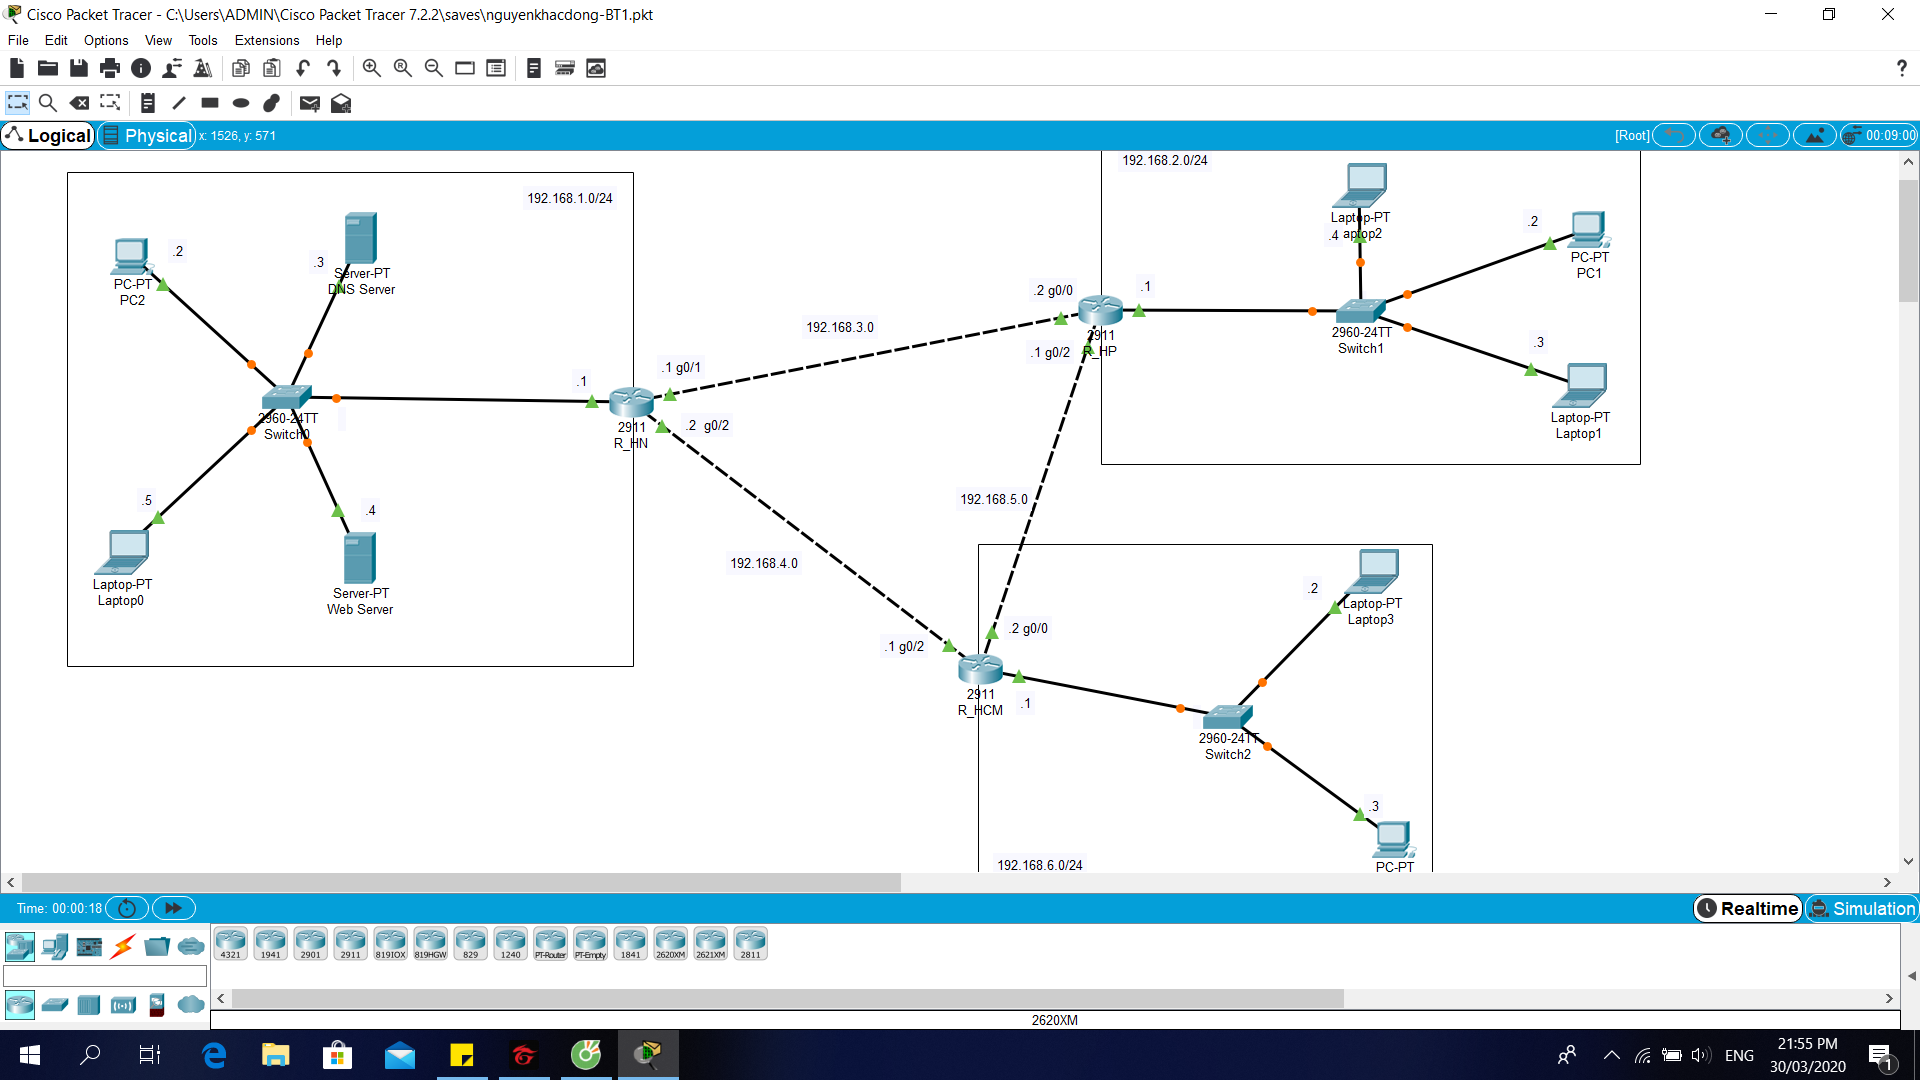 Cisco Packet Tracer - C:\Users\ADMIN\Cisco Packet Tracer 7.2.2\saves\nguyenkhacdong-BT1.pkt
File Edit Options View Tools Extensions Help
Logical Physical x: 1526, y: 571
[Root] 00:09:00
192.168.1.0/24
.2
PC-PT
PC2
.3
Server-PT
DNS Server
2960-24TT
Switch0
.5
Laptop-PT
Laptop0
.4
Server-PT
Web Server
.1
2911
R_HN
.1 g0/1
.2 g0/2
192.168.3.0
192.168.4.0
192.168.5.0
192.168.2.0/24
.2 g0/0
.1
2911
R_HP
.1 g0/2
Laptop-PT
.4 aptop2
.2
PC-PT
PC1
2960-24TT
Switch1
.3
Laptop-PT
Laptop1
.1 g0/2
.2 g0/0
2911
R_HCM
.1
2960-24TT
Switch2
.2
Laptop-PT
Laptop3
.3
PC-PT
192.168.6.0/24
Time: 00:00:18
Realtime Simulation
4321 1941 2901 2911 819IOX 819HGW 829 1240 PT-Router PT-Empty 1841 2620XM 2621XM 2811
2620XM
ENG
21:55 PM
30/03/2020
1